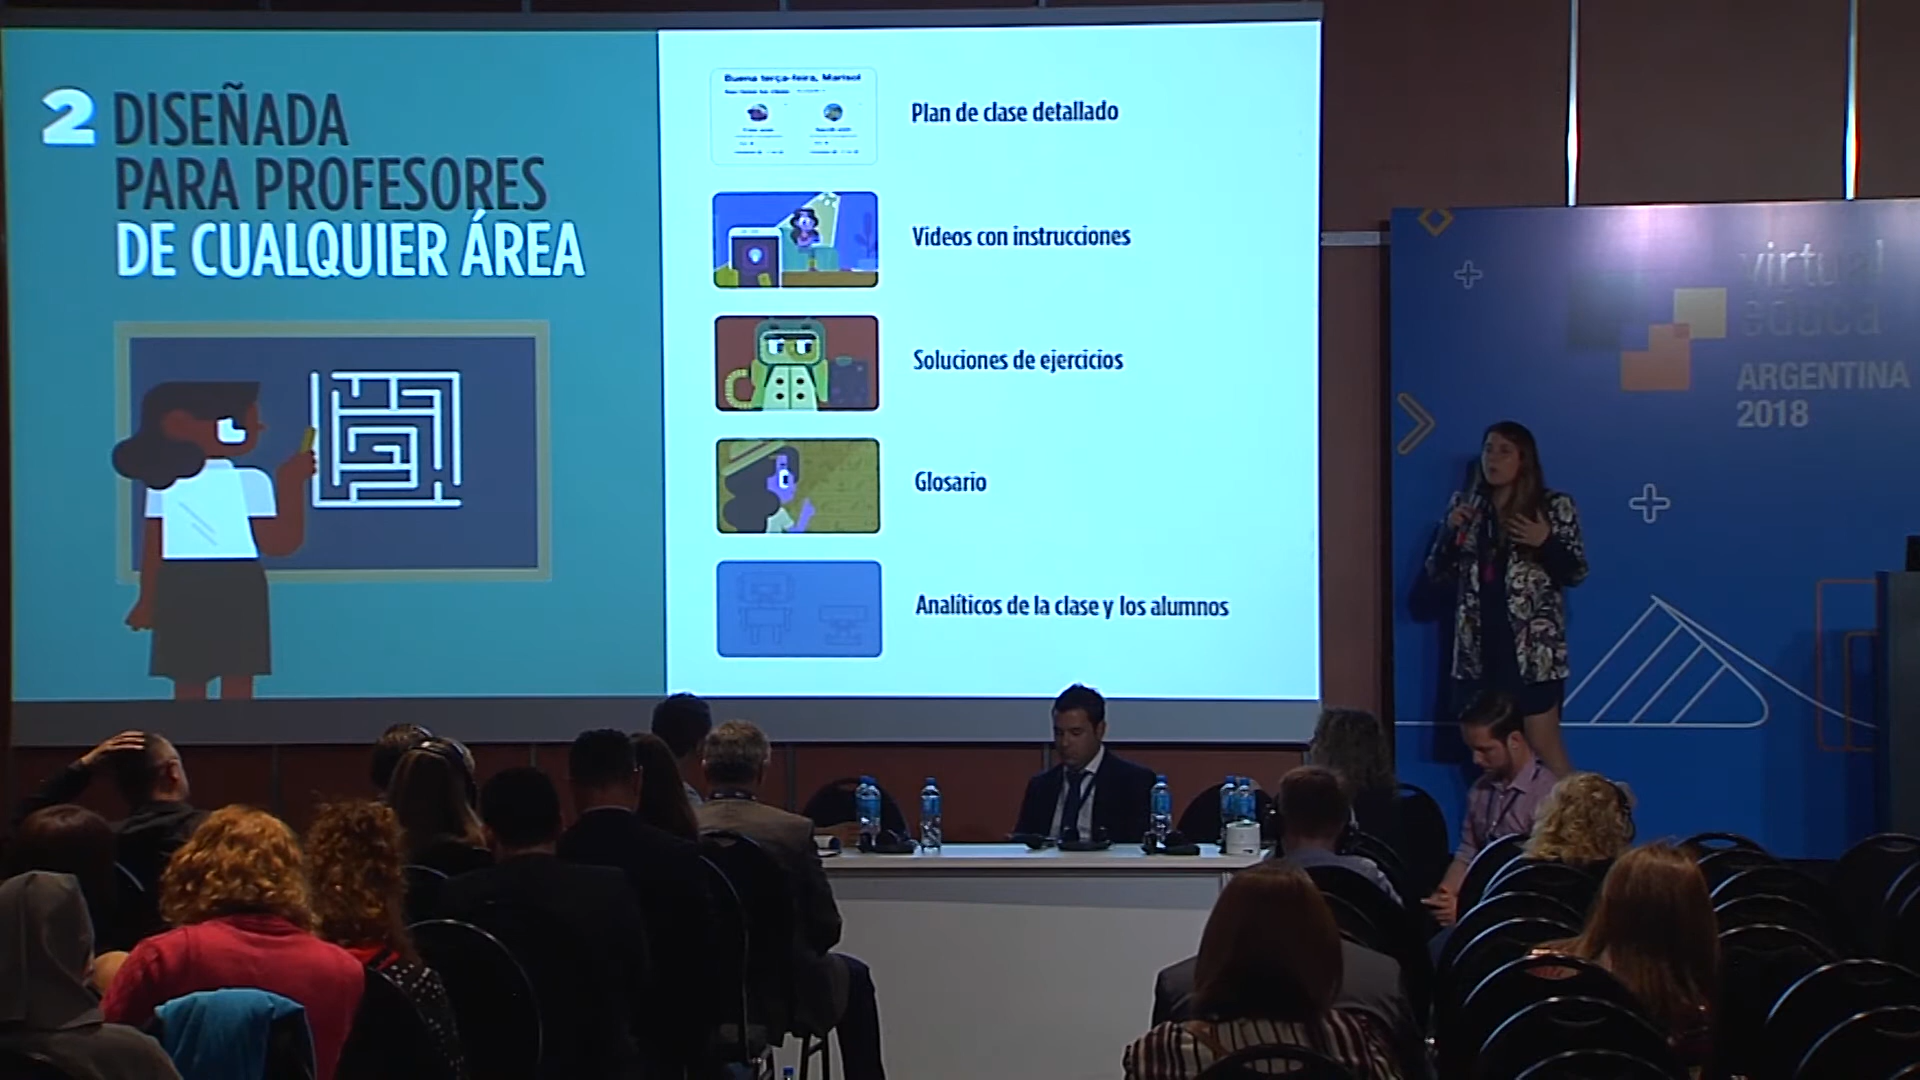 2 DISEÑADA
PARA PROFESORES
DE CUALQUIER ÁREA
Buena terça-feira, Marisol
Plan de clase detallado
Videos con instrucciones
Soluciones de ejercicios
Glosario
Analíticos de la clase y los alumnos
virtual
educa
ARGENTINA
2018